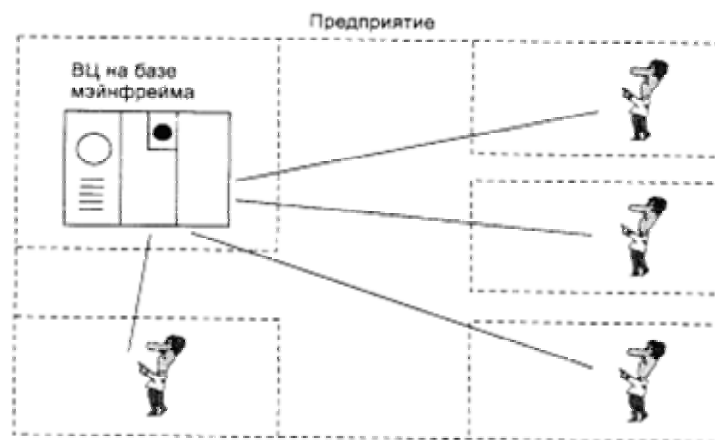 Предприятие
ВЦ на базе
мэйнфрейма